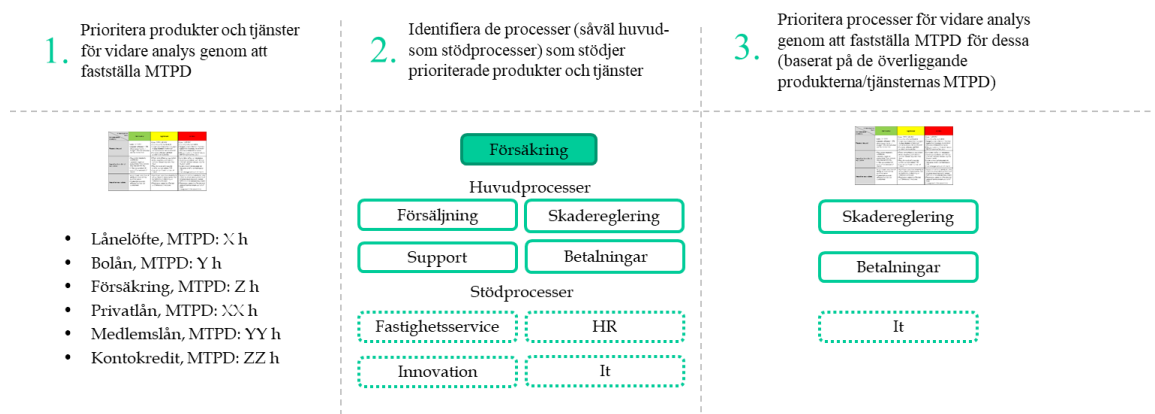 1.
Prioritera produkter och tjänster
för vidare analys genom att
fastställa MTPD
2.
Identifiera de processer (såväl huvud-
som stödprocesser) som stödjer
prioriterade produkter och tjänster
3.
Prioritera processer för vidare analys
genom att fastställa MTPD för dessa
(baserat på de överliggande
produkterna/tjänsternas MTPD)
• Lånelöfte, MTPD: X h
• Bolån, MTPD: Y h
• Försäkring, MTPD: Z h
• Privatlån, MTPD: XX h
• Medlemslån, MTPD: YY h
• Kontokredit, MTPD: ZZ h
Försäkring
Huvudprocesser
Försäljning
Skadereglering
Support
Betalningar
Stödprocesser
Fastighetsservice
HR
Innovation
It
Skadereglering
Betalningar
It